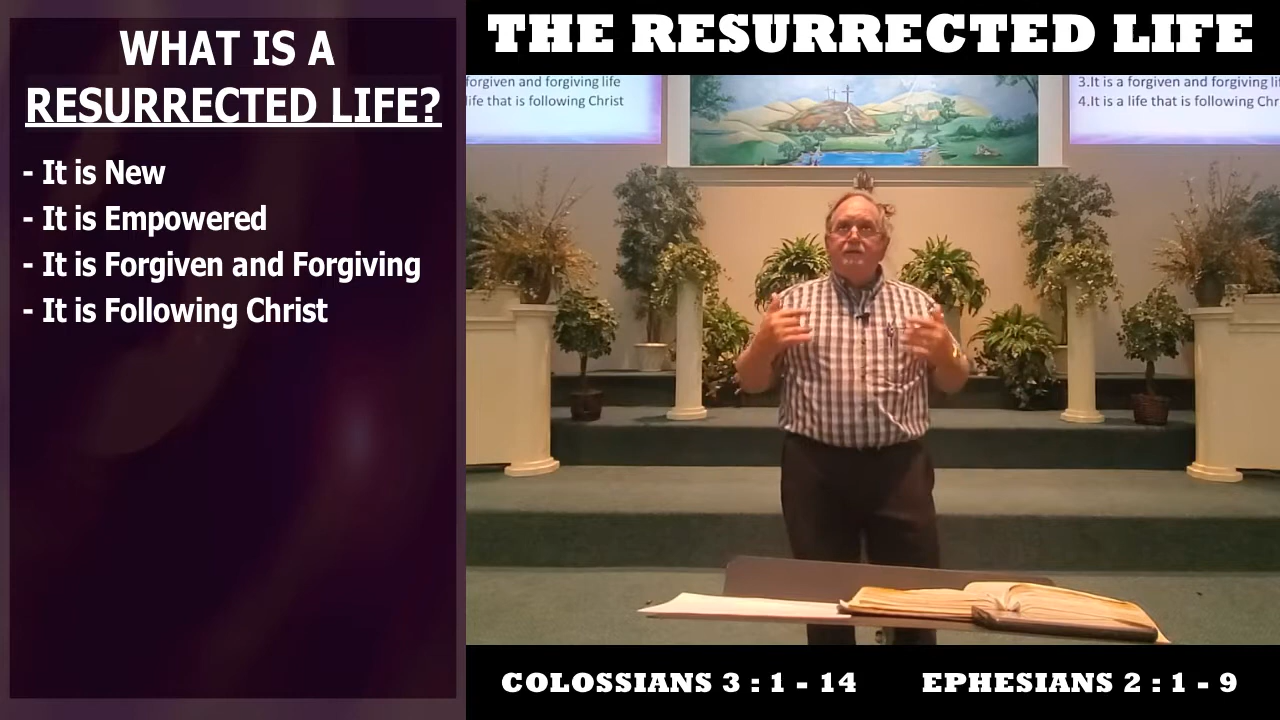 WHAT IS A
RESURRECTED LIFE?
- It is New
- It is Empowered
- It is Forgiven and Forgiving
- It is Following Christ
THE RESURRECTED LIFE
forgiven and forgiving life
life that is following Christ
3.It is a forgiven and forgiving
4.It is a life that is following
COLOSSIANS 3 : 1 - 14
EPHESIANS 2 : 1 - 9